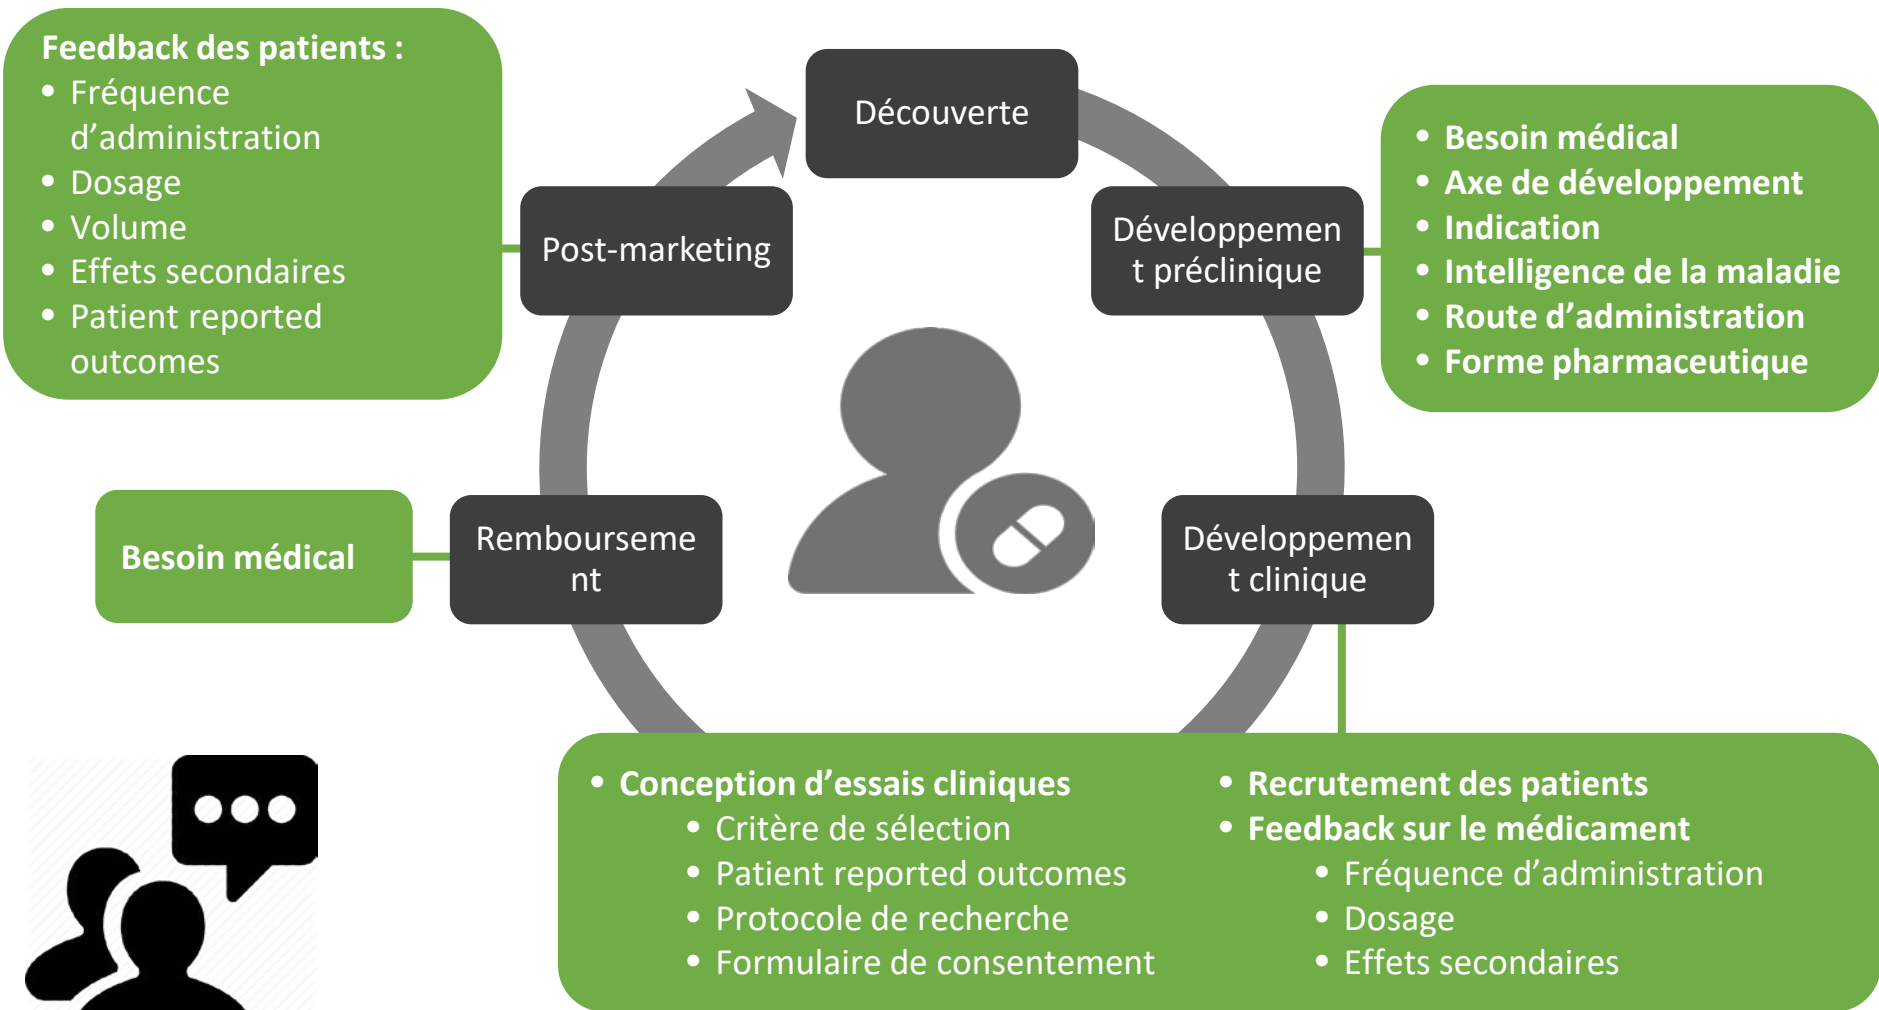 Feedback des patients :
• Fréquence
d’administration
• Dosage
• Volume
• Effets secondaires
• Patient reported
outcomes
Découverte
Post-marketing
Développemen
t préclinique
• Besoin médical
• Axe de développement
• Indication
• Intelligence de la maladie
• Route d’administration
• Forme pharmaceutique
Besoin médical
Rembourseme
nt
Développemen
t clinique
• Conception d’essais cliniques
• Critère de sélection
• Patient reported outcomes
• Protocole de recherche
• Formulaire de consentement
• Recrutement des patients
• Feedback sur le médicament
• Fréquence d’administration
• Dosage
• Effets secondaires